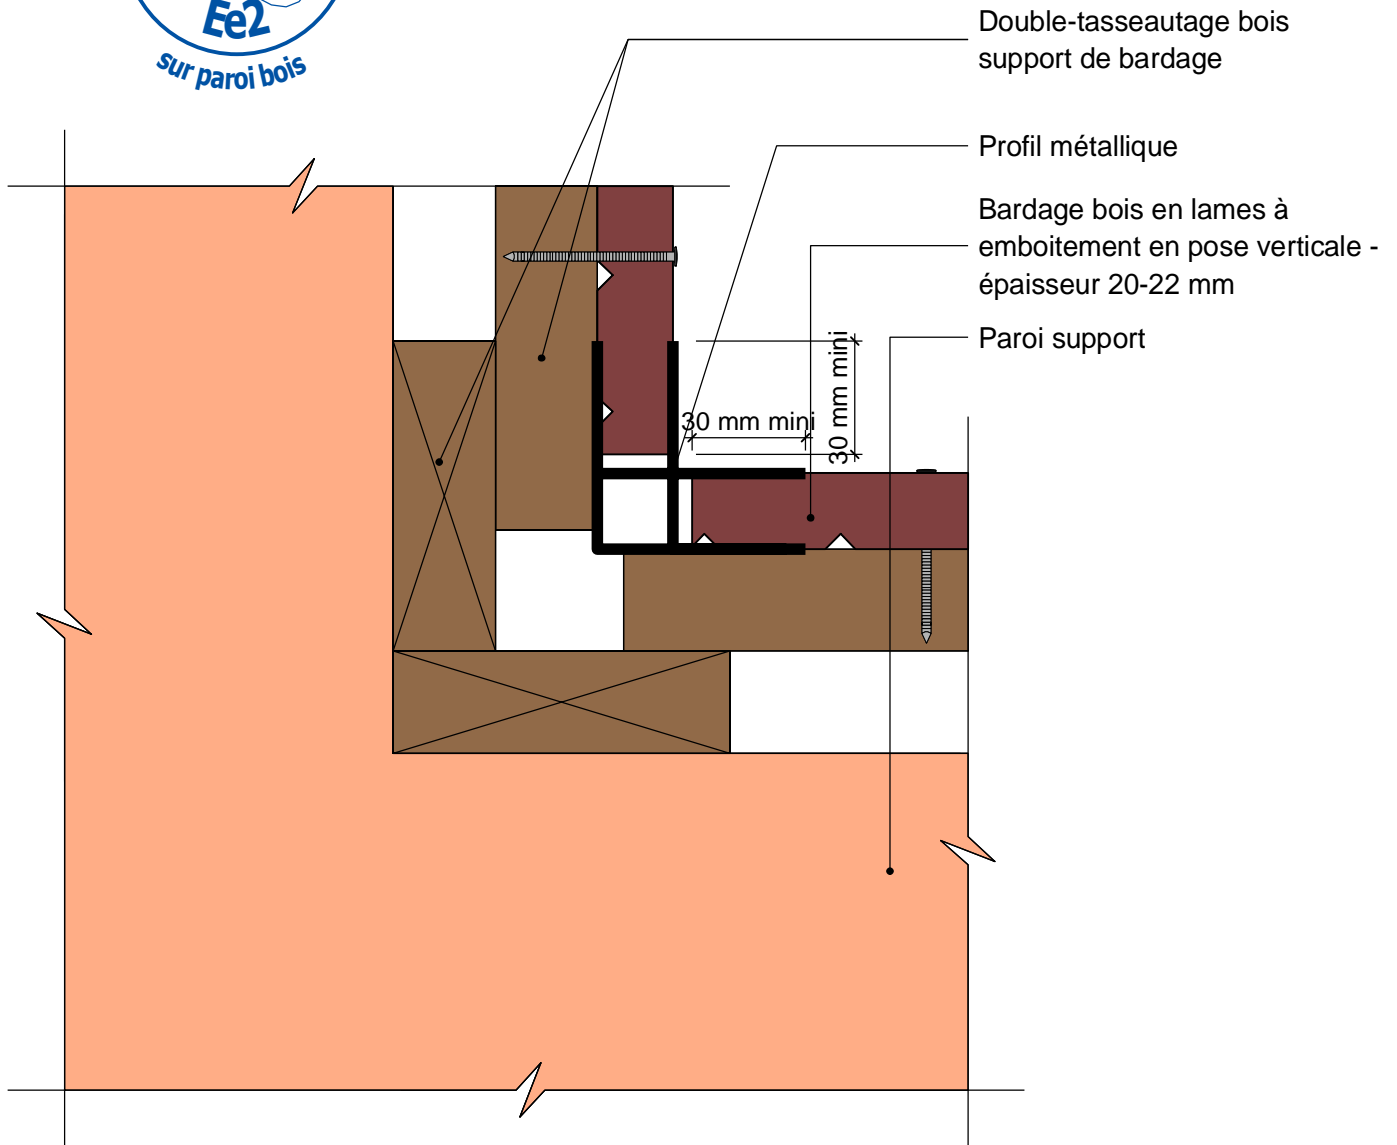 Ee2
sur paroi bois
Double-tasseautage bois
support de bardage
Profil métallique
Bardage bois en lames à
emboitement en pose verticale -
épaisseur 20-22 mm
Paroi support
30 mm mini
30 mm mini